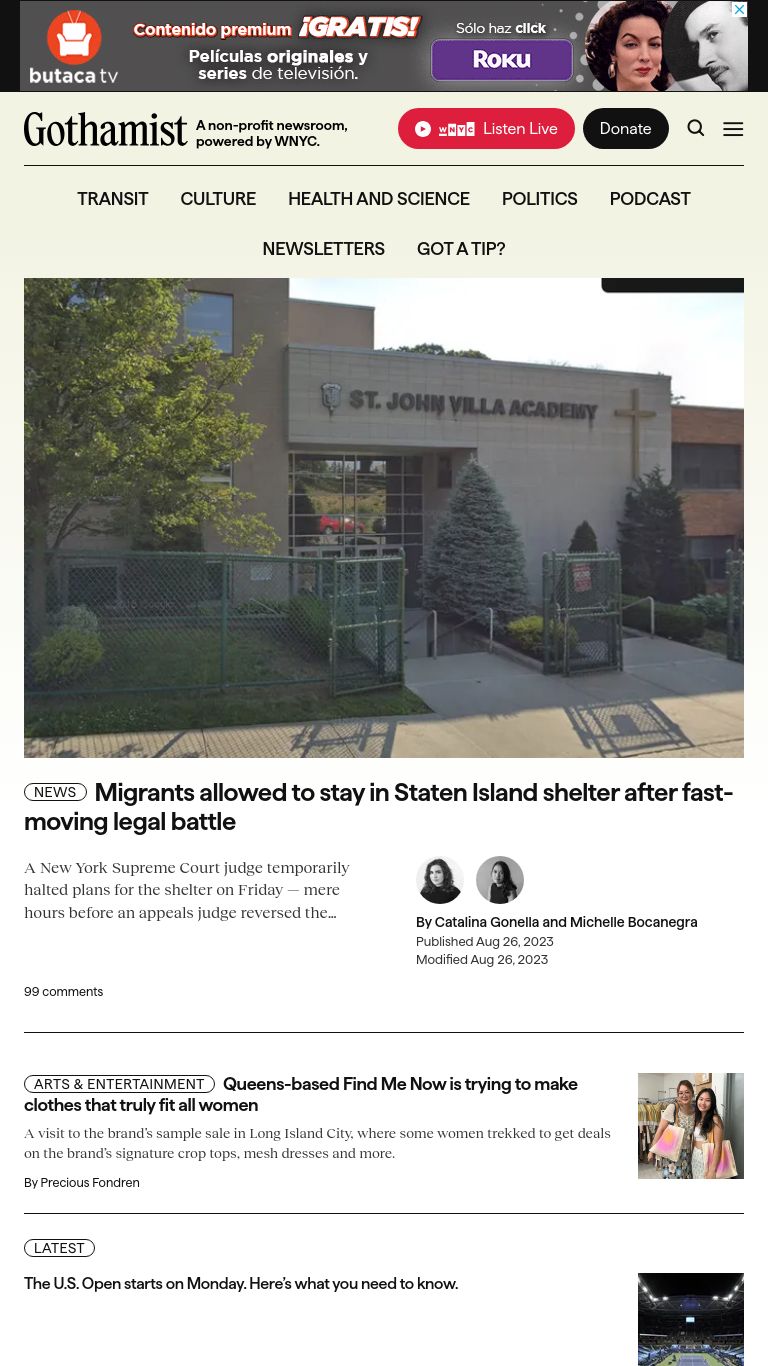 Contenido premium ¡GRATIS!
Películas originales y
series de televisión.
Sólo haz click
ROKU
butaca tv
Gothamist
A non-profit newsroom,
powered by WNYC.
WNYC Listen Live
Donate
TRANSIT CULTURE HEALTH AND SCIENCE POLITICS PODCAST
NEWSLETTERS GOT A TIP?
ST. JOHN VILLA ACADEMY
NEWS Migrants allowed to stay in Staten Island shelter after fast-
moving legal battle
A New York Supreme Court judge temporarily
halted plans for the shelter on Friday — mere
hours before an appeals judge reversed the...
By Catalina Gonella and Michelle Bocanegra
Published Aug 26, 2023
Modified Aug 26, 2023
99 comments
ARTS & ENTERTAINMENT Queens-based Find Me Now is trying to make
clothes that truly fit all women
A visit to the brand's sample sale in Long Island City, where some women trekked to get deals
on the brand's signature crop tops, mesh dresses and more.
By Precious Fondren
LATEST
The U.S. Open starts on Monday. Here's what you need to know.